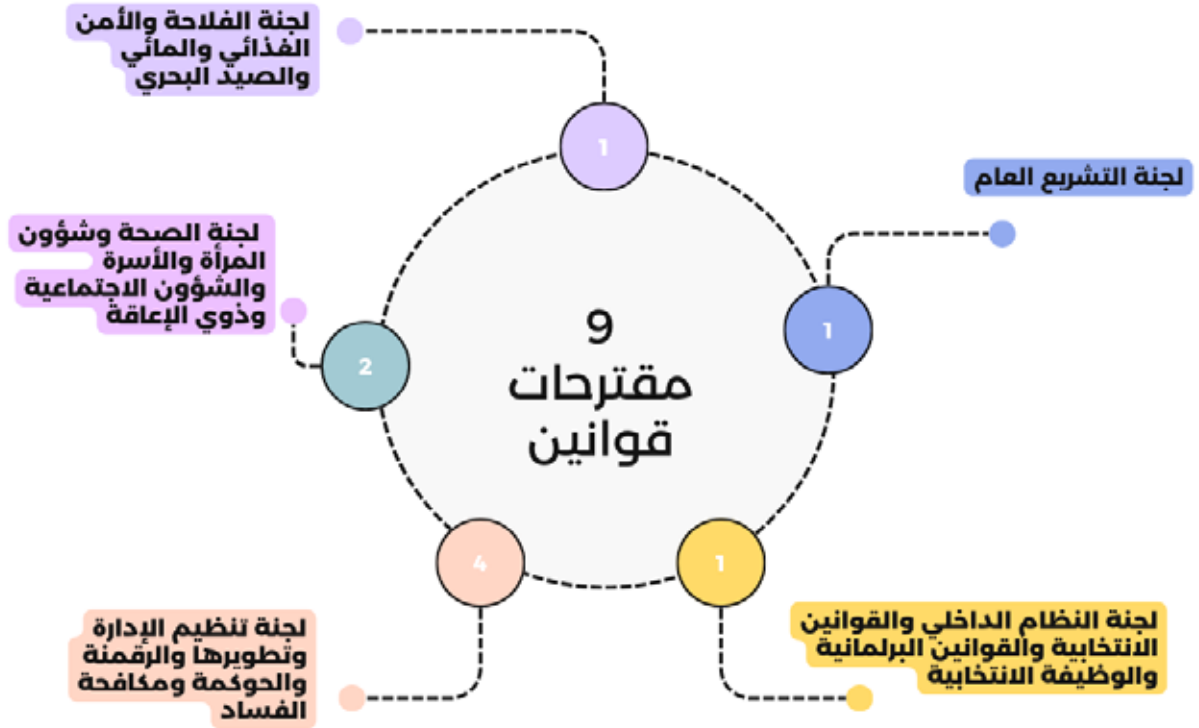 لجنة الفلاحة والأمن
الغذائي والمائي
والصيد البحري
1
لجنة التشريع العام
1
لجنة الصحة وشؤون
المرأة والأسرة
والشؤون الاجتماعية
وذوي الإعاقة
2
9
مقترحات
قوانين
4
لجنة تنظيم الإدارة
وتطويرها والرقمنة
والحوكمة ومكافحة
الفساد
1
لجنة النظام الداخلي والقوانين
الانتخابية والقوانين البرلمانية
والوظيفة الانتخابية